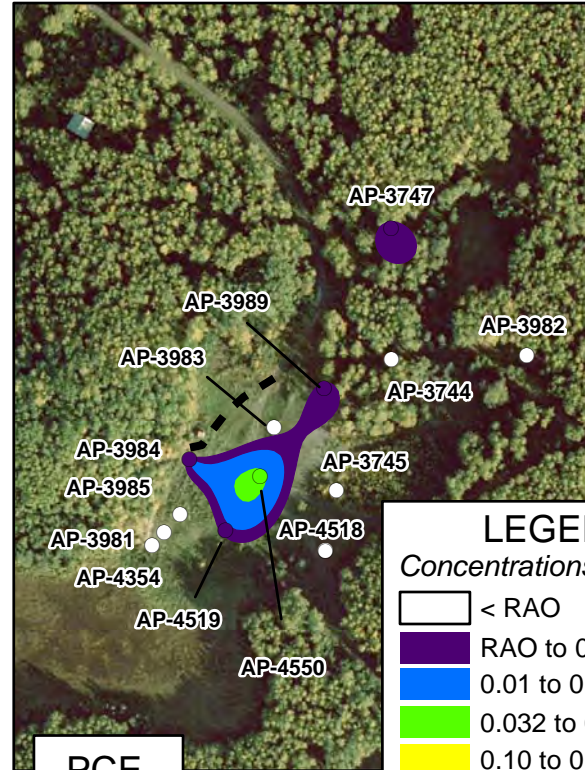 AP-3747
AP-3989
AP-3982
AP-3983
AP-3744
AP-3984
AP-3745
AP-3985
AP-3981
AP-4518
AP-4354
AP-4519
AP-4550
Concentrations
< RAO
RAO to 0
0.01 to 0
0.032 to
0.10 to 0